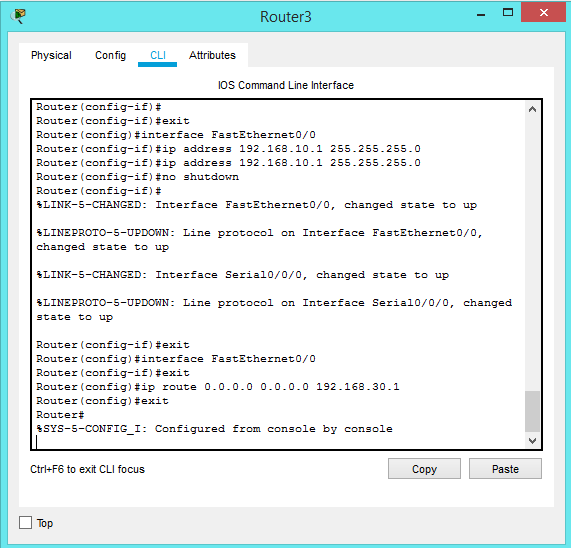 Router3
Physical Config CLI Attributes
IOS Command Line Interface
Router(config-if)#
Router(config-if)#exit
Router(config)#interface FastEthernet0/0
Router(config-if)#ip address 192.168.10.1 255.255.255.0
Router(config-if)#ip address 192.168.10.1 255.255.255.0
Router(config-if)#no shutdown
Router(config-if)#
%LINK-5-CHANGED: Interface FastEthernet0/0, changed state to up
%LINEPROTO-5-UPDOWN: Line protocol on Interface FastEthernet0/0,
changed state to up
%LINK-5-CHANGED: Interface Serial0/0/0, changed state to up
%LINEPROTO-5-UPDOWN: Line protocol on Interface Serial0/0/0, changed
state to up
Router(config-if)#exit
Router(config)#interface FastEthernet0/0
Router(config-if)#exit
Router(config)#ip route 0.0.0.0 0.0.0.0 192.168.30.1
Router(config)#exit
Router#
%SYS-5-CONFIG_I: Configured from console by console
Ctrl+F6 to exit CLI focus
Copy Paste
Top